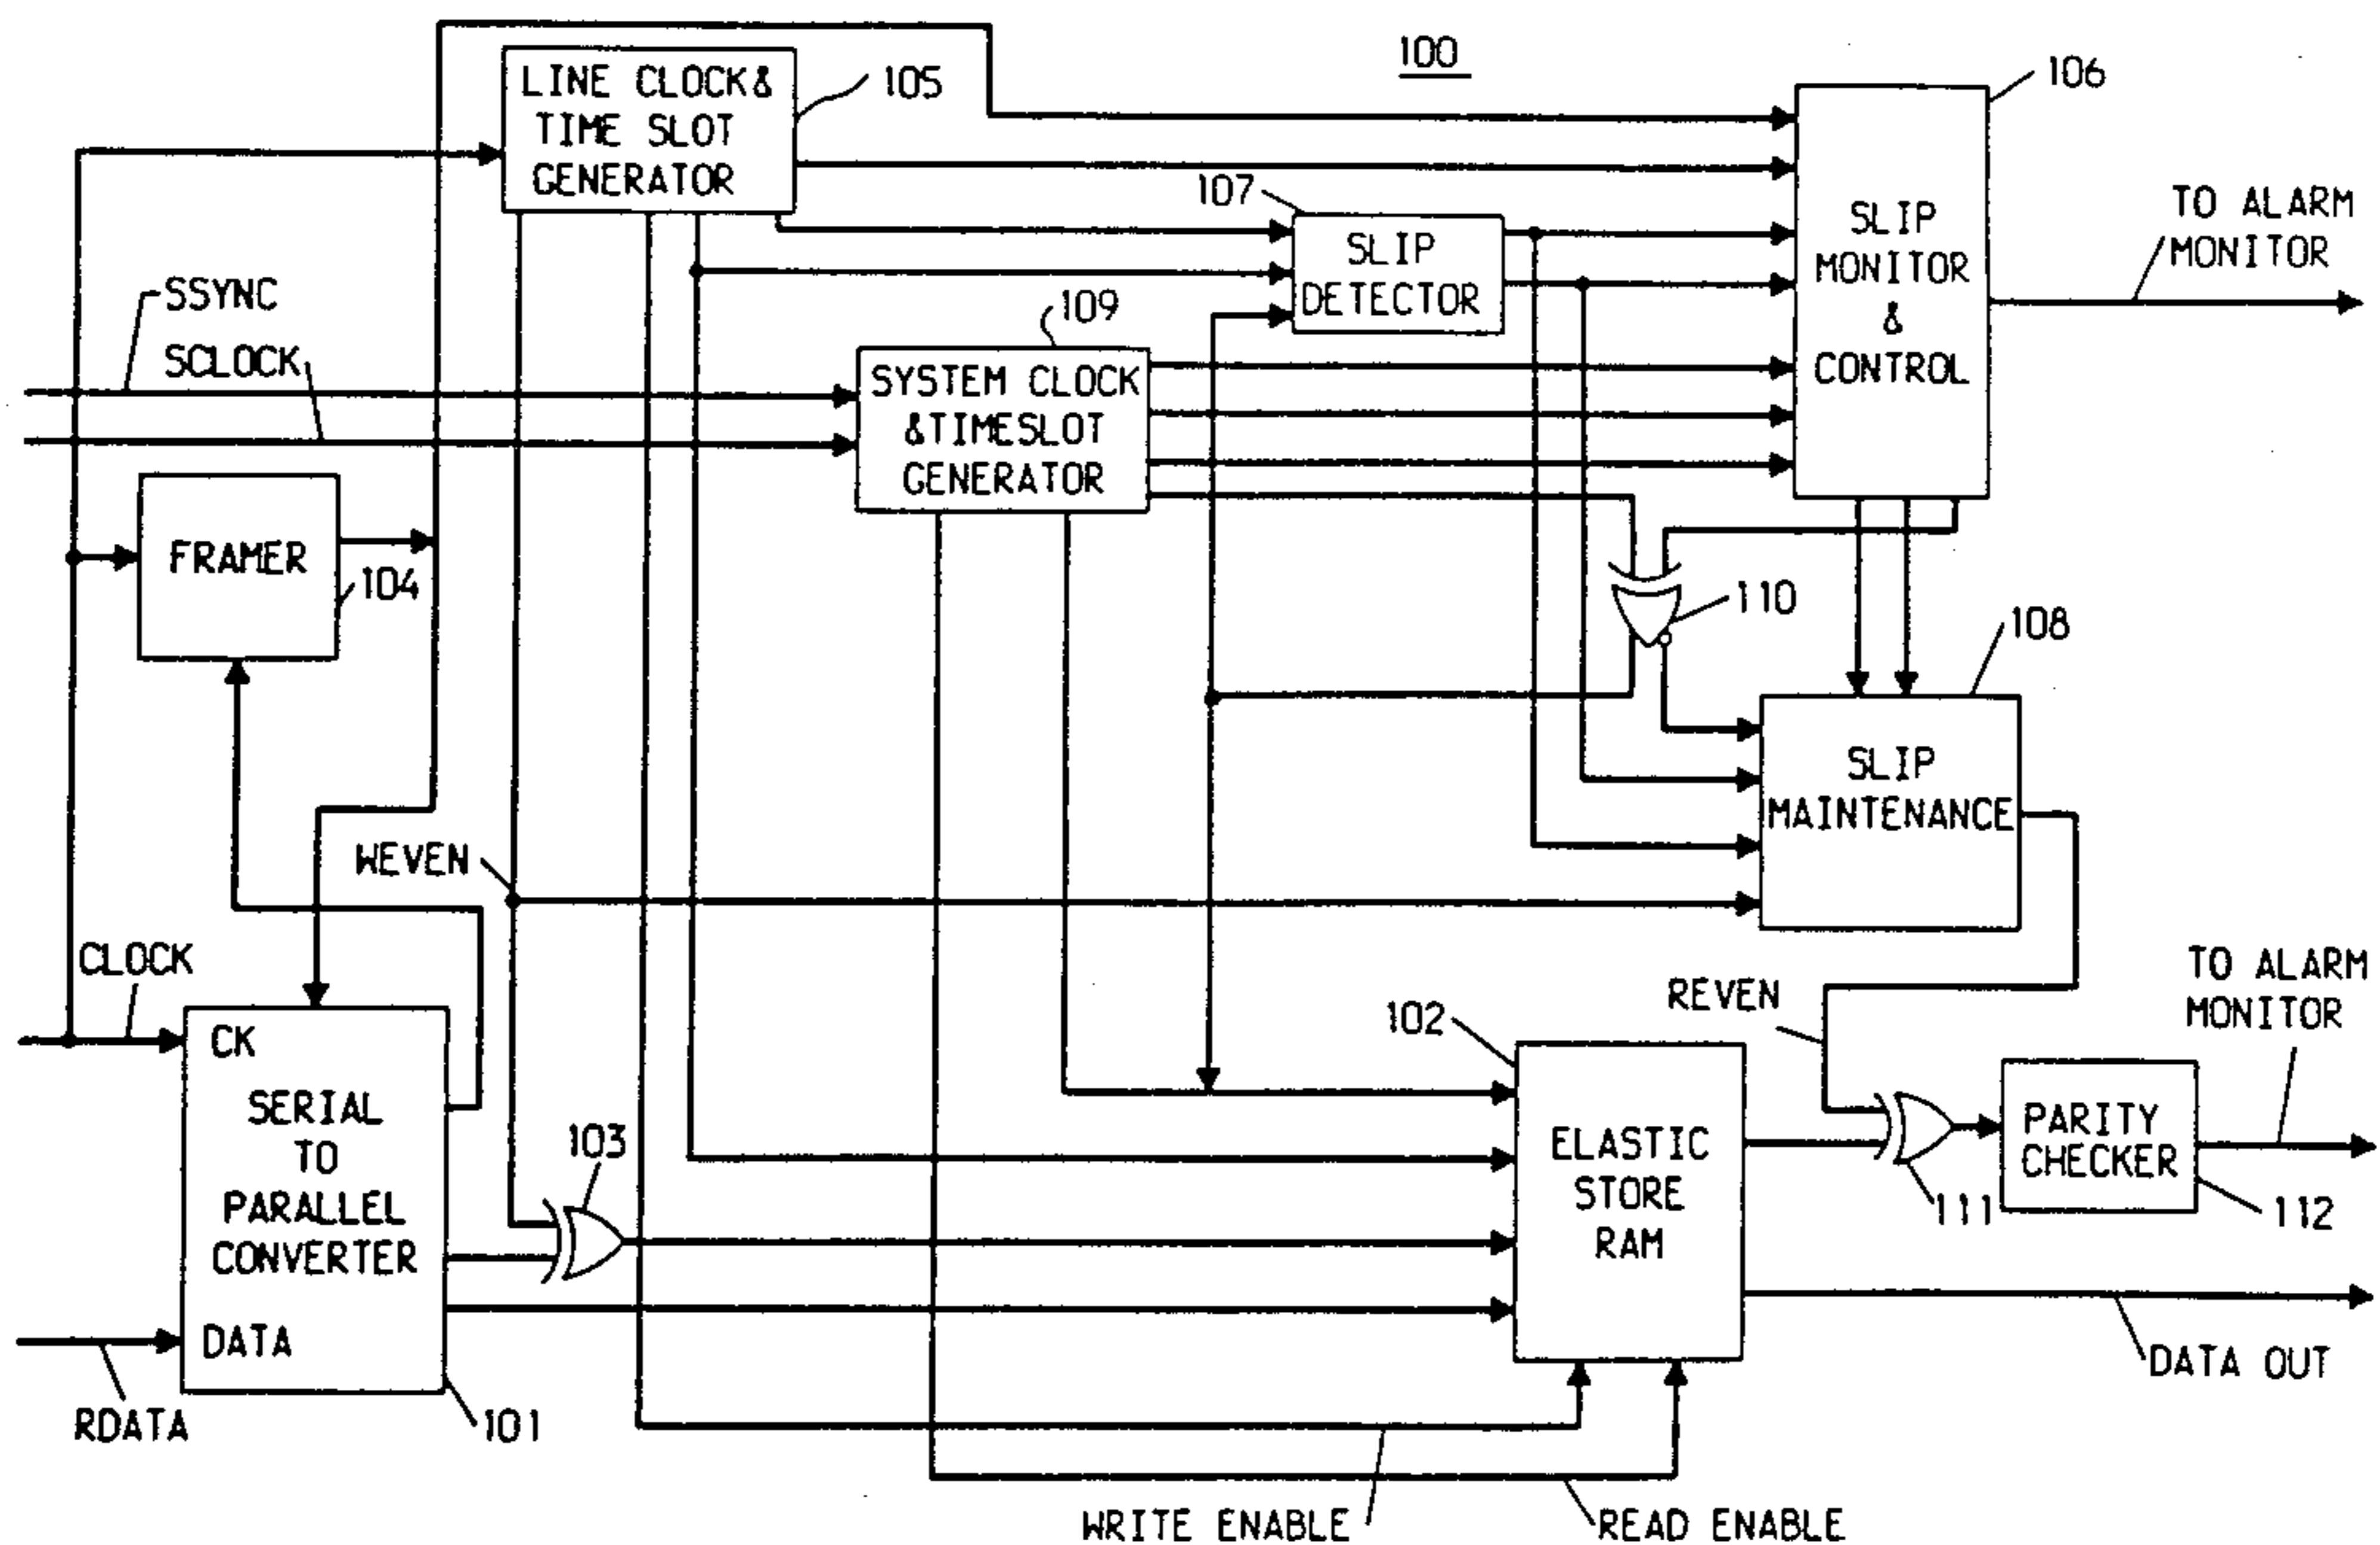 100
LINE CLOCK&
TIME SLOT
GENERATOR
105
106
107
SLIP
DETECTOR
SLIP
MONITOR
&
CONTROL
TO ALARM
MONITOR
SSYNC
SCLOCK
109
SYSTEM CLOCK
&TIMESLOT
GENERATOR
FRAMER
104
110
108
SLIP
MAINTENANCE
WEVEN
CLOCK
CK
SERIAL
TO
PARALLEL
CONVERTER
DATA
RDATA
101
103
102
ELASTIC
STORE
RAM
REVEN
TO ALARM
MONITOR
PARITY
CHECKER
111
112
DATA OUT
WRITE ENABLE
READ ENABLE